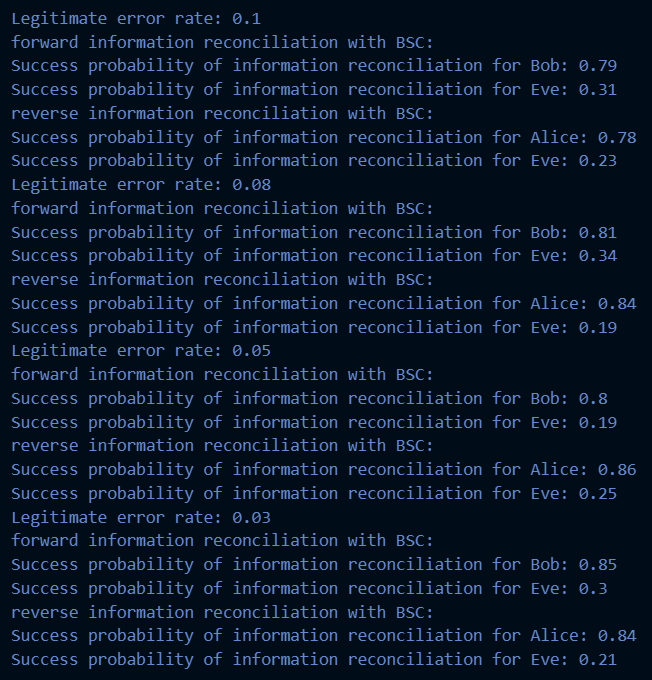 Legitimate error rate: 0.1
forward information reconciliation with BSC:
Success probability of information reconciliation for Bob: 0.79
Success probability of information reconciliation for Eve: 0.31
reverse information reconciliation with BSC:
Success probability of information reconciliation for Alice: 0.78
Success probability of information reconciliation for Eve: 0.23
Legitimate error rate: 0.08
forward information reconciliation with BSC:
Success probability of information reconciliation for Bob: 0.81
Success probability of information reconciliation for Eve: 0.34
reverse information reconciliation with BSC:
Success probability of information reconciliation for Alice: 0.84
Success probability of information reconciliation for Eve: 0.19
Legitimate error rate: 0.05
forward information reconciliation with BSC:
Success probability of information reconciliation for Bob: 0.8
Success probability of information reconciliation for Eve: 0.19
reverse information reconciliation with BSC:
Success probability of information reconciliation for Alice: 0.86
Success probability of information reconciliation for Eve: 0.25
Legitimate error rate: 0.03
forward information reconciliation with BSC:
Success probability of information reconciliation for Bob: 0.85
Success probability of information reconciliation for Eve: 0.3
reverse information reconciliation with BSC:
Success probability of information reconciliation for Alice: 0.84
Success probability of information reconciliation for Eve: 0.21